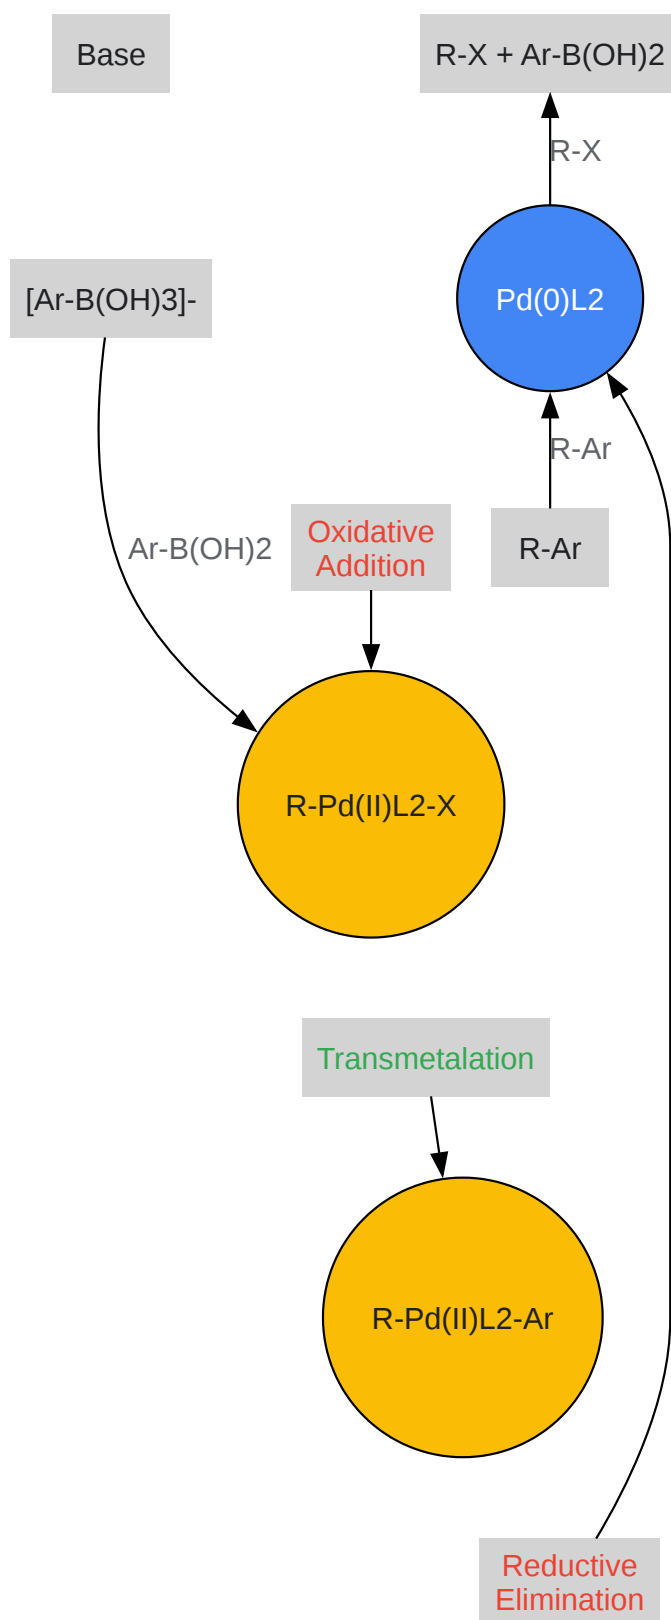 Base
R-X + Ar-B(OH)2
R-X
[Ar-B(OH)3]-
Pd(0)L2
R-Ar
Ar-B(OH)2
Oxidative
Addition
R-Ar
R-Pd(II)L2-X
Transmetalation
R-Pd(II)L2-Ar
Reductive
Elimination